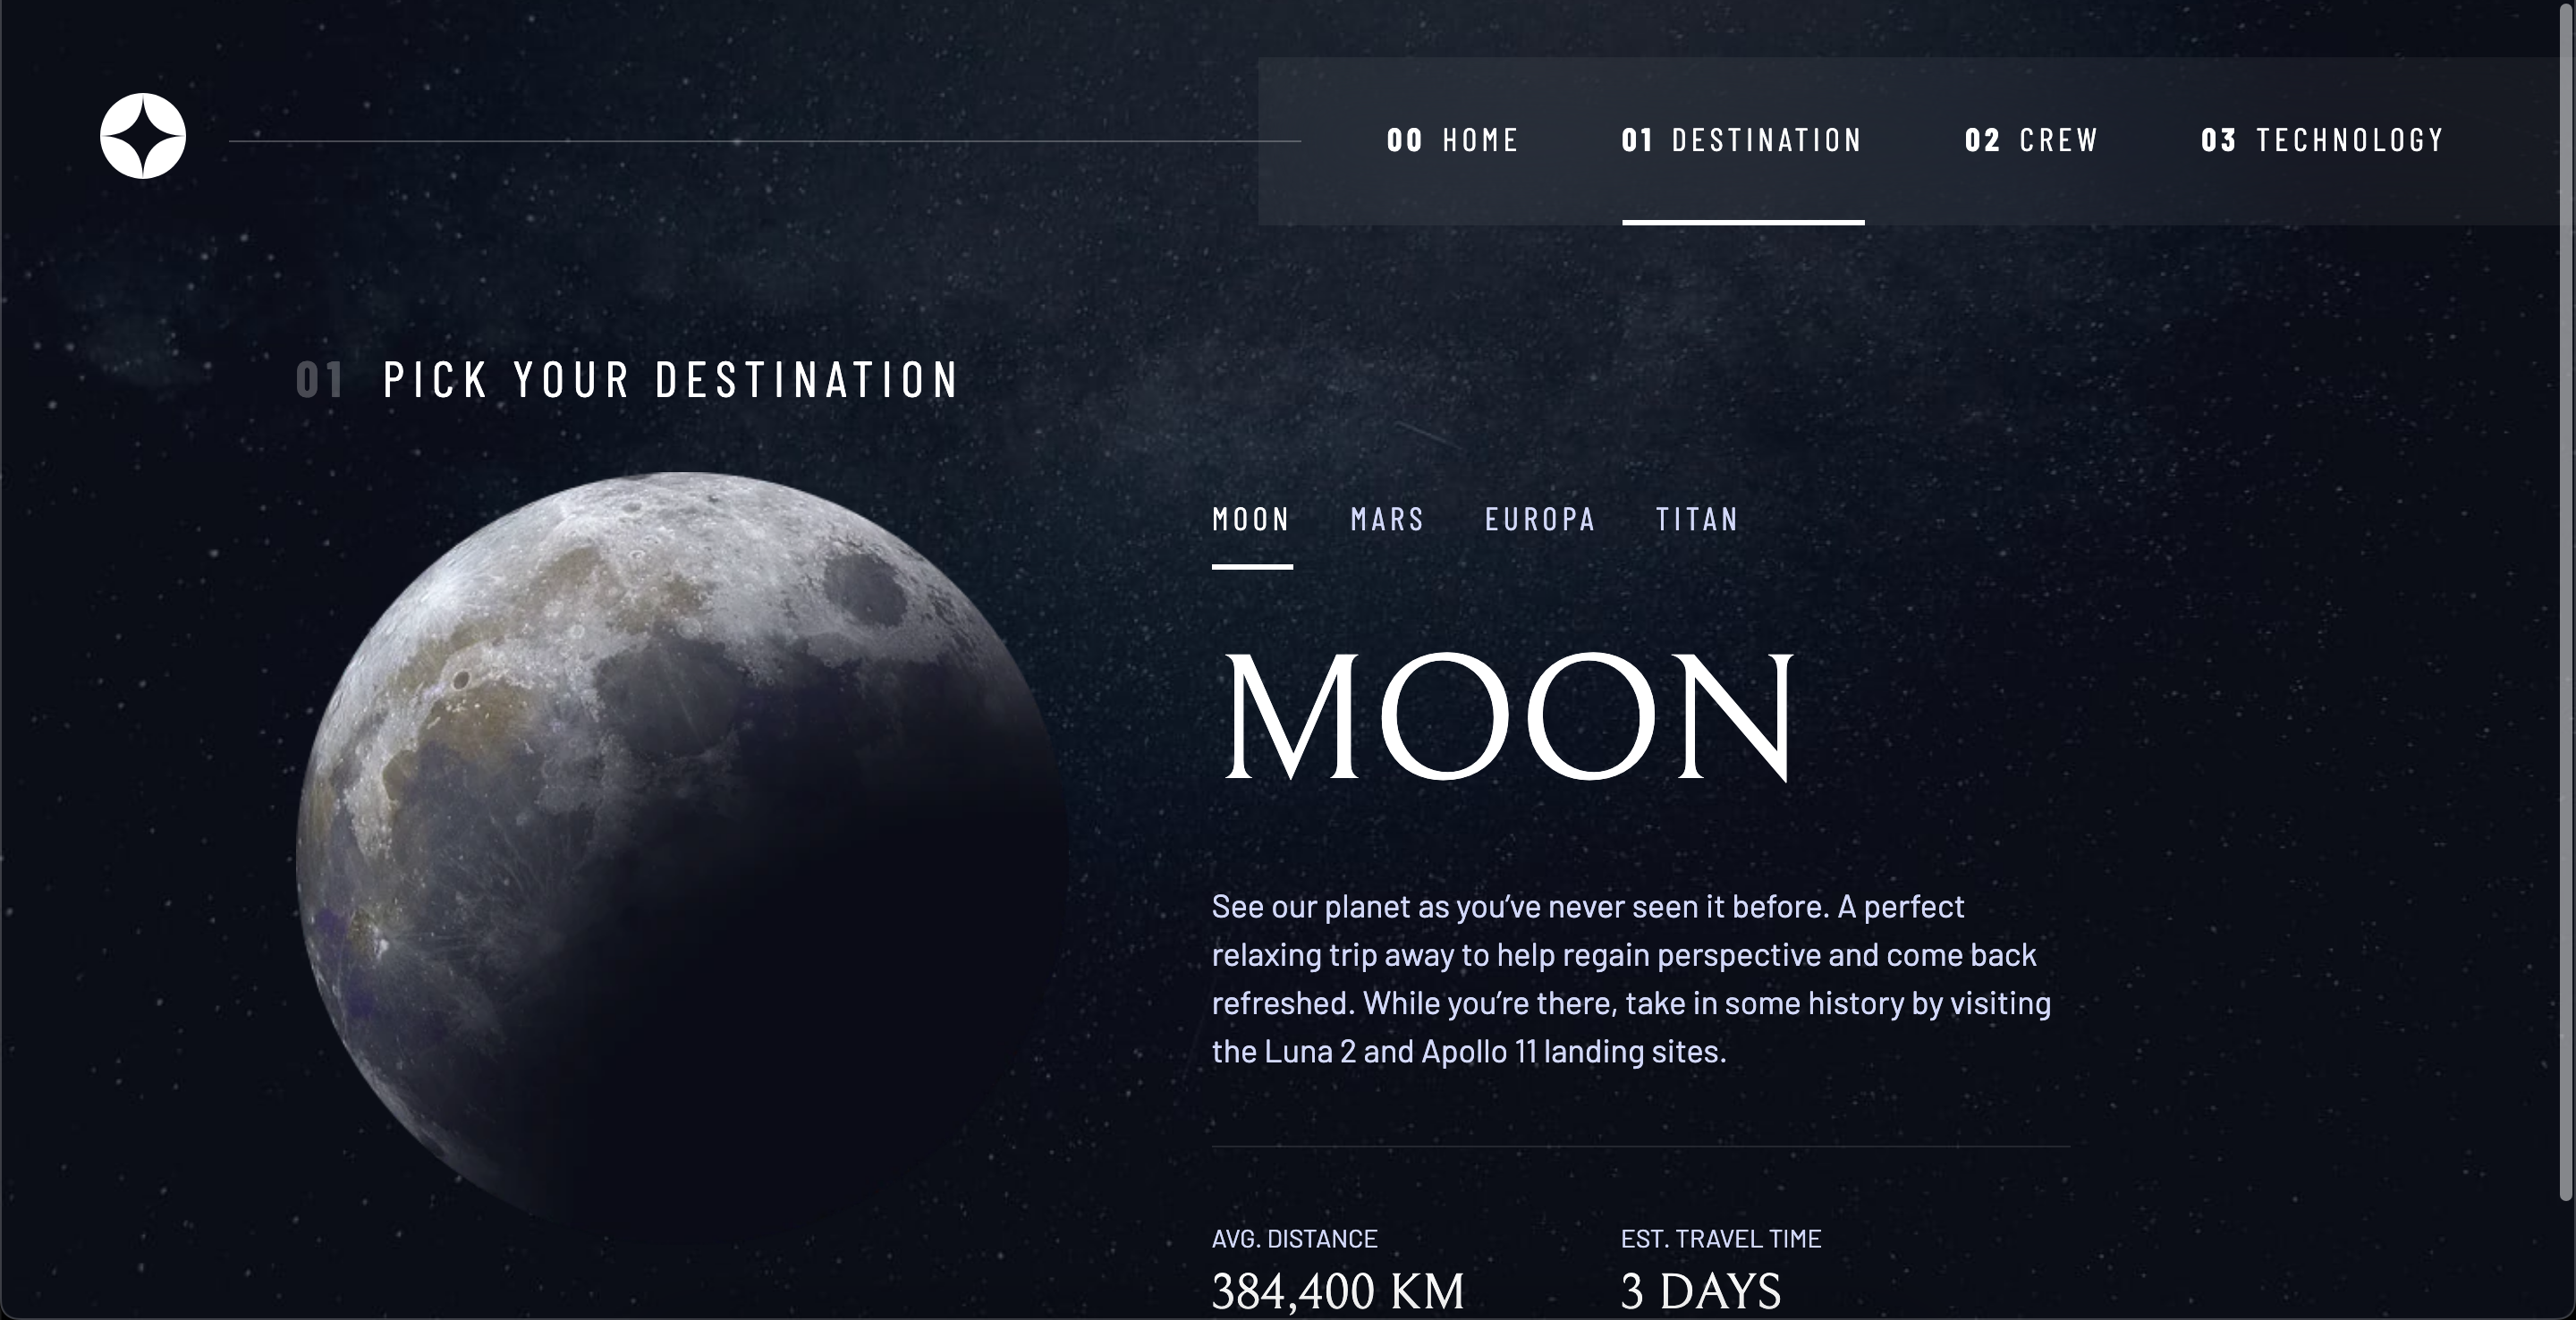 00 HOME 01 DESTINATION 02 CREW 03 TECHNOLOGY
01 PICK YOUR DESTINATION
MOON MARS EUROPA TITAN
MOON
See our planet as you’ve never seen it before. A perfect
relaxing trip away to help regain perspective and come back
refreshed. While you’re there, take in some history by visiting
the Luna 2 and Apollo 11 landing sites.
AVG. DISTANCE EST. TRAVEL TIME
384,400 KM 3 DAYS